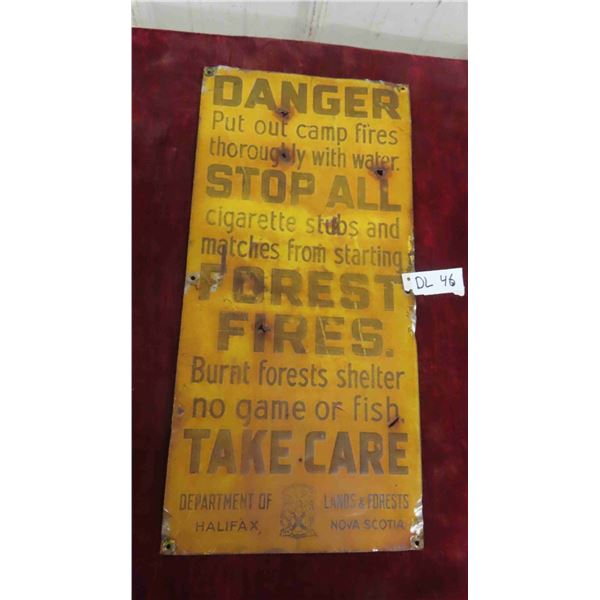 DANGER
Put out camp fires
thoroughly with water.
STOP ALL
cigarette stubs and
matches from starting
FOREST
FIRES.
Burnt forests shelter
no game or fish
TAKE CARE
DEPARTMENT OF LANDS & FORESTS
HALIFAX, NOVA SCOTIA
DL 46